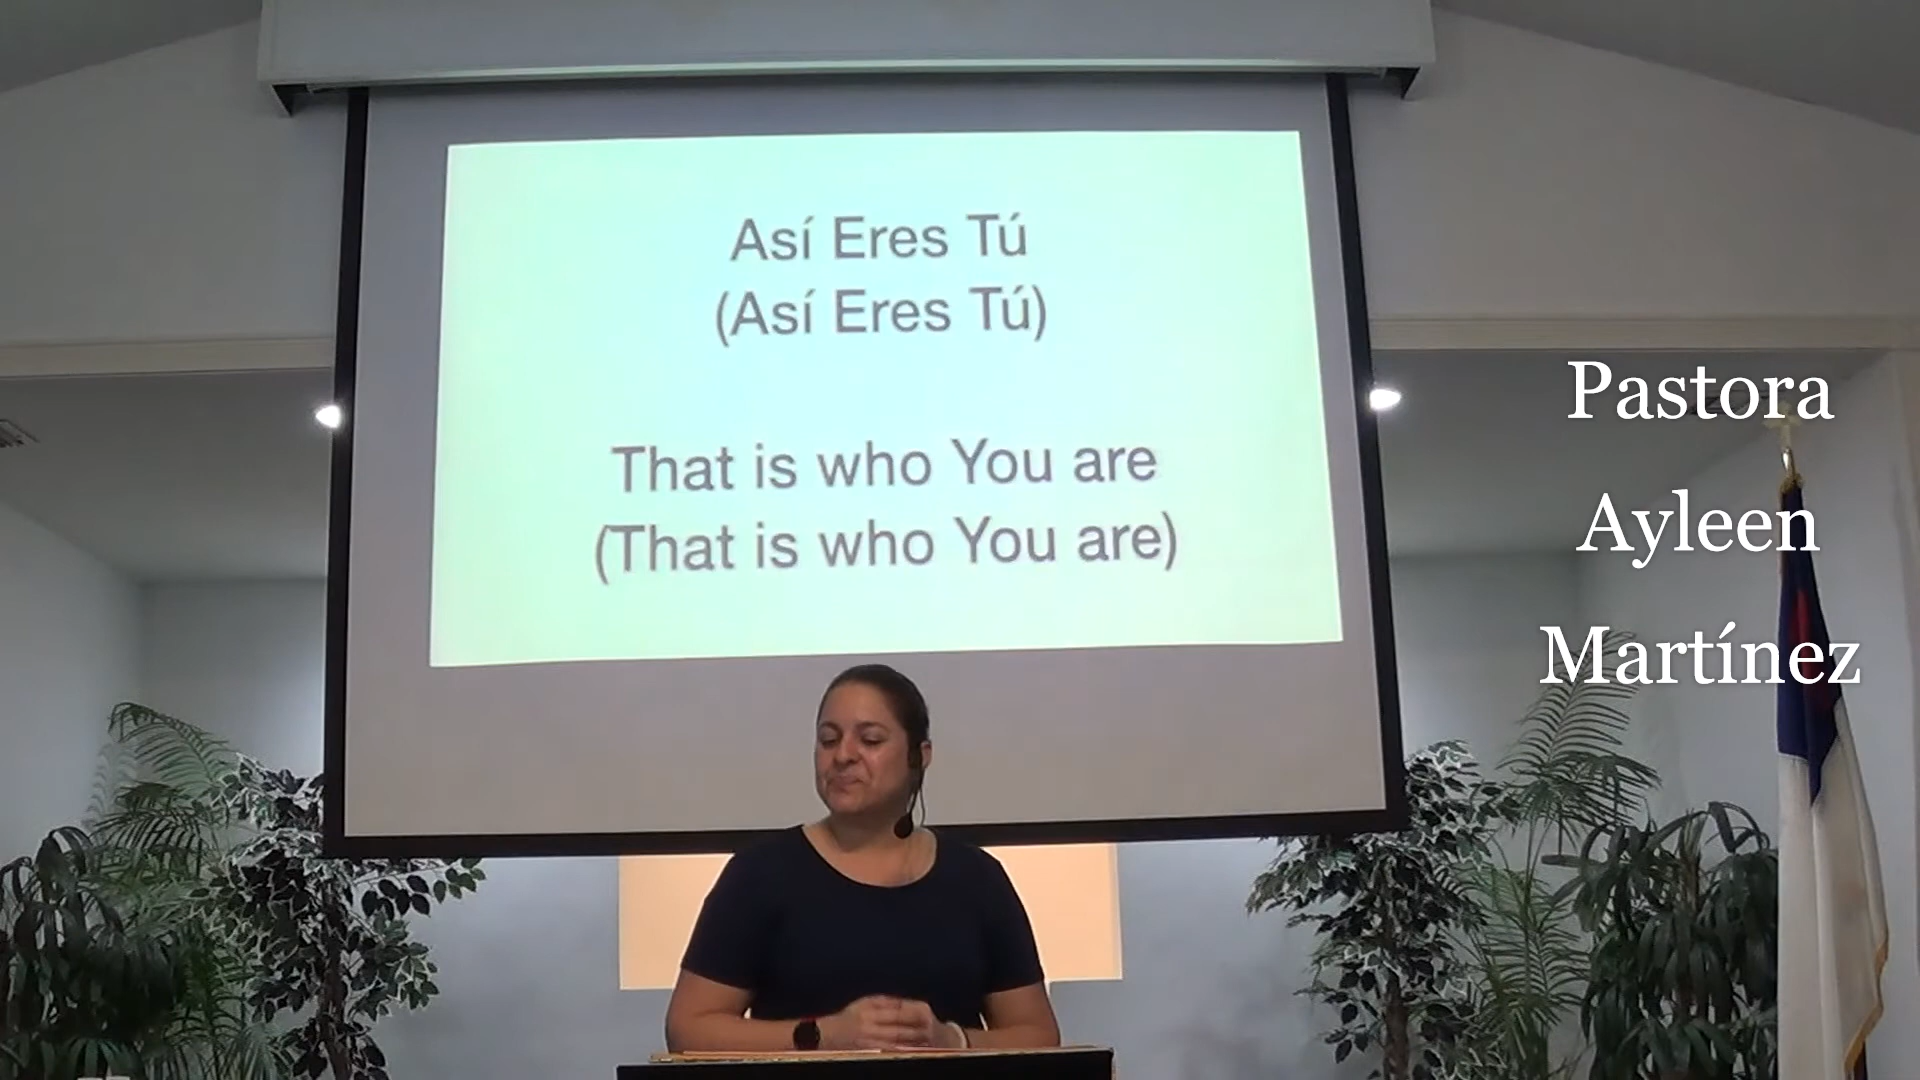 Así Eres Tú
(Así Eres Tú)
That is who You are
(That is who You are)
Pastora
Ayleen
Martínez